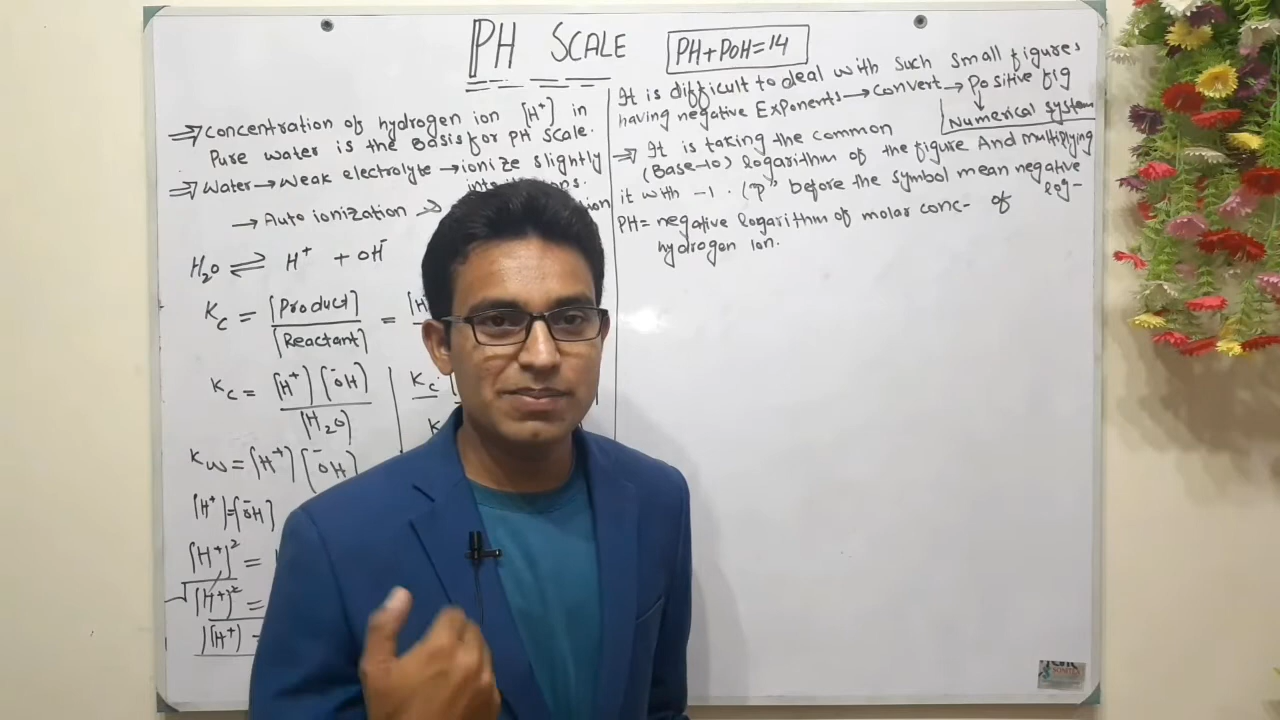 PH SCALE
PH+POH=14
⇒ Concentration of hydrogen ion [H⁺] in
Pure water is the Basis for PH Scale.
⇒ Water → Weak electrolyte → ionize slightly
→ Auto ionization →
H₂O ⇌ H⁺ + OH⁻
Kc = [Product] / [Reactant] =
Kc = [H⁺] [⁻OH] / [H₂O]
Kc
Kw = [H⁺] [⁻OH]
[H⁺] = [⁻OH]
[H⁺]² =
√[H⁺]² =
[H⁺]
It is difficult to deal with such small figures
having negative Exponents → Convert → Positive fig
Numerical system
⇒ It is taking the common
(Base-10) logarithm of the figure And multiplying
it with -1. (P" before the symbol mean negative
log-
PH = negative logarithm of molar conc- of
hydrogen Ion.